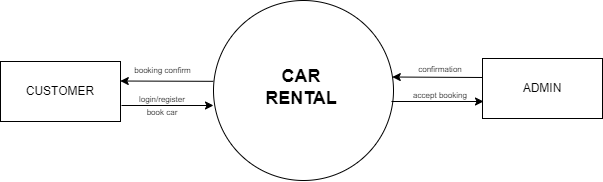 booking confirm
CUSTOMER
login/register
book car
CAR
RENTAL
confirmation
accept booking
ADMIN